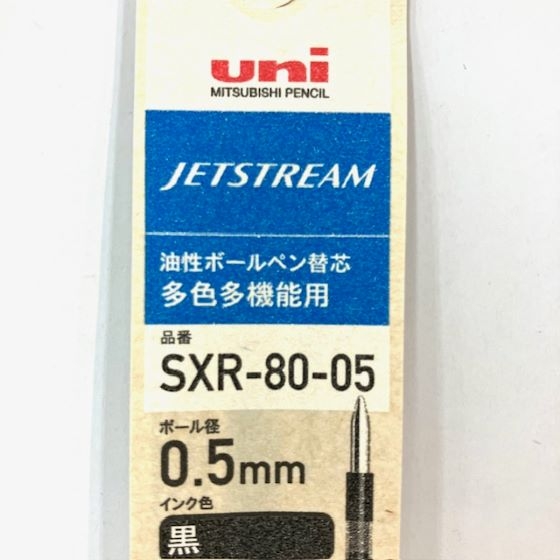 uni
MITSUBISHI PENCIL
JETSTREAM
油性ボールペン替芯
多色多機能用
品番
SXR-80-05
ボール径
0.5mm
インク色
黒